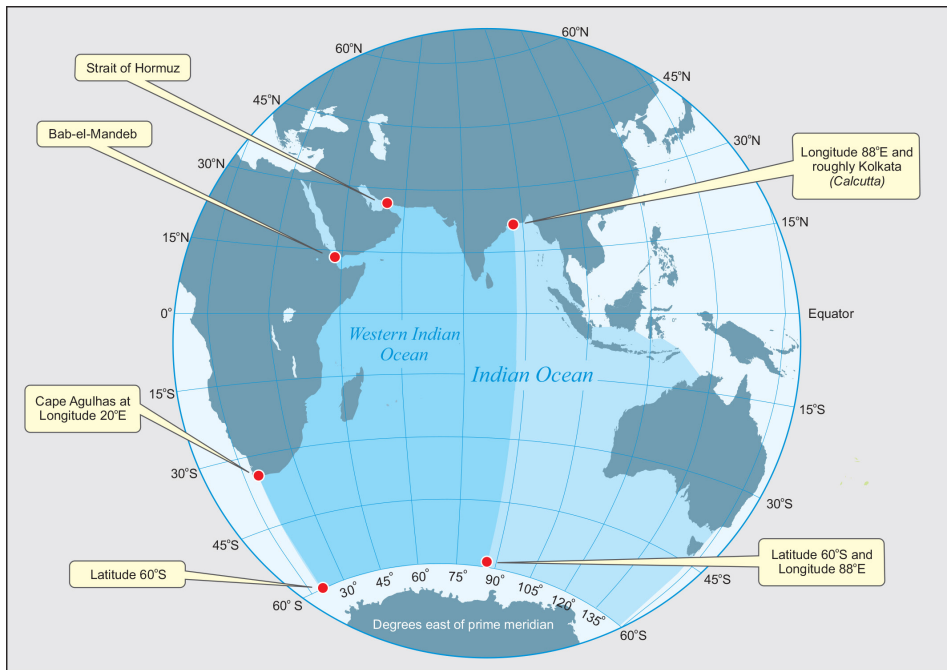 60°N
60°N
Strait of Hormuz
45°N
45°N
Bab-el-Mandeb
30°N
30°N
Longitude 88°E and
roughly Kolkata
(Calcutta)
15°N
15°N
0°
Equator
Western Indian
Ocean
Indian Ocean
Cape Agulhas at
Longitude 20°E
15°S
15°S
30°S
30°S
45°S
45°S
Latitude 60°S
Latitude 60°S and
Longitude 88°E
60° S
30°
45°
60°
75°
90°
105°
120°
135°
60°S
Degrees east of prime meridian